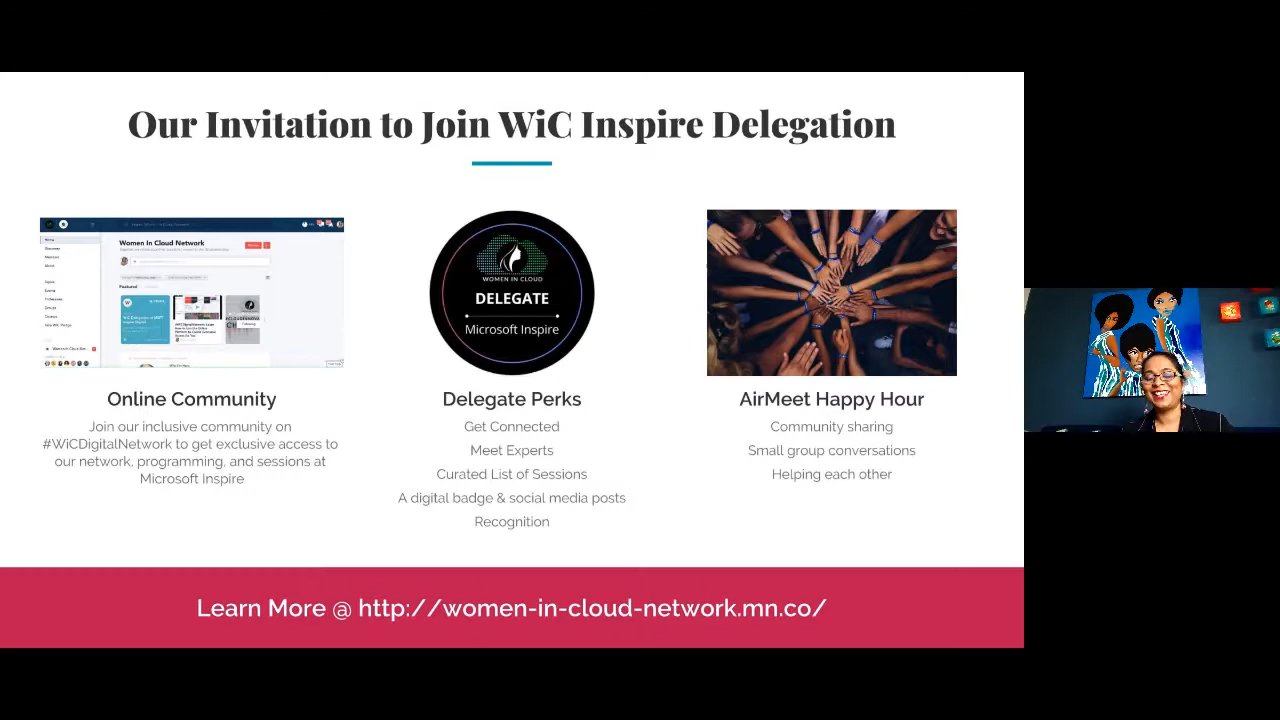 Our Invitation to Join WiC Inspire Delegation
Women In Cloud Network
Featured
WOMEN IN CLOUD
DELEGATE
Microsoft Inspire
Online Community
Join our inclusive community on
#WiCDigitalNetwork to get exclusive access to
our network, programming, and sessions at
Microsoft Inspire
Delegate Perks
Get Connected
Meet Experts
Curated List of Sessions
A digital badge & social media posts
Recognition
AirMeet Happy Hour
Community sharing
Small group conversations
Helping each other
Learn More @ http://women-in-cloud-network.mn.co/